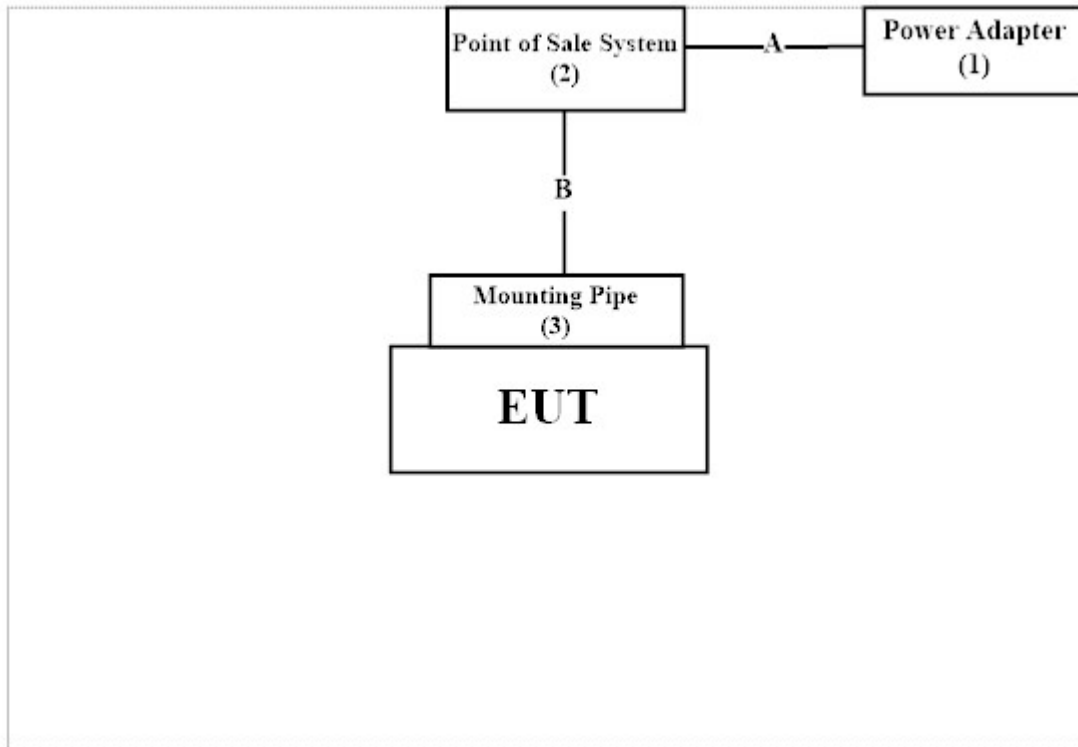 Point of Sale System
(2)
A
Power Adapter
(1)
B
Mounting Pipe
(3)
EUT